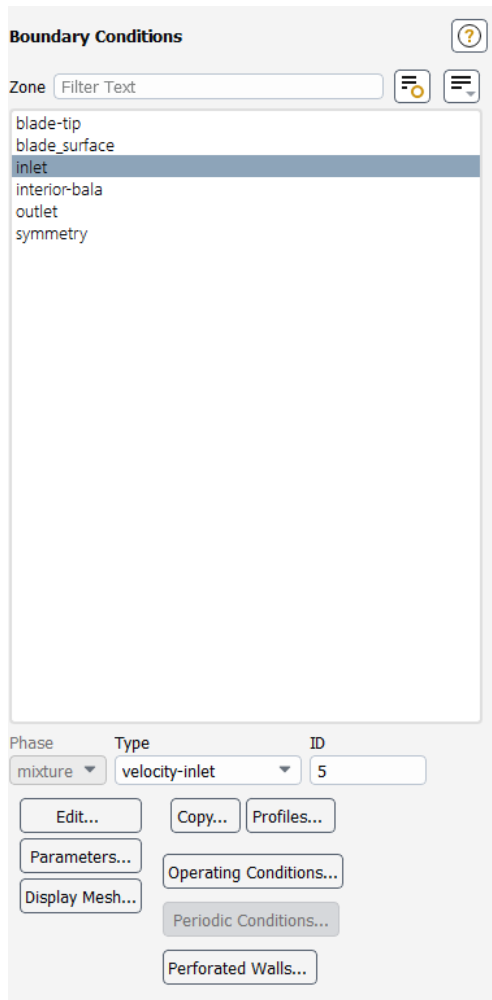 Boundary Conditions
?
Zone Filter Text
blade-tip
blade_surface
inlet
interior-bala
outlet
symmetry
Phase Type ID
mixture velocity-inlet 5
Edit... Copy... Profiles...
Parameters...
Operating Conditions...
Display Mesh...
Periodic Conditions...
Perforated Walls...